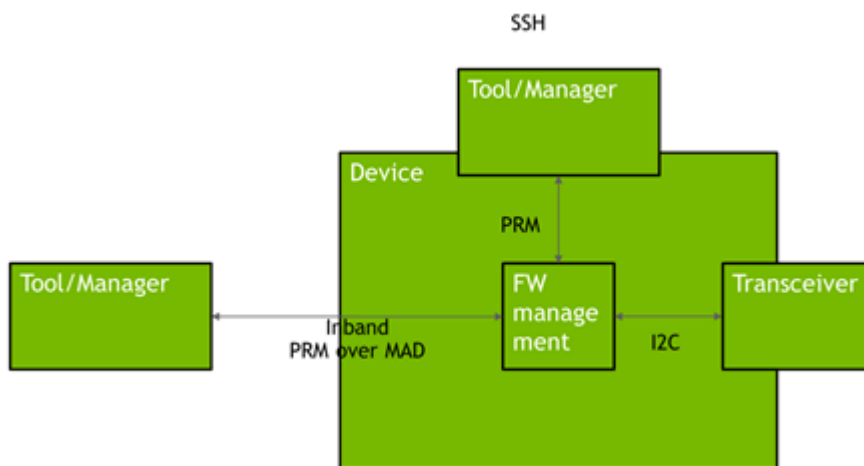 SSH
Tool/Manager
Device
PRM
Tool/Manager
FW
manage
ment
Transceiver
Inband
PRM over MAD
I2C